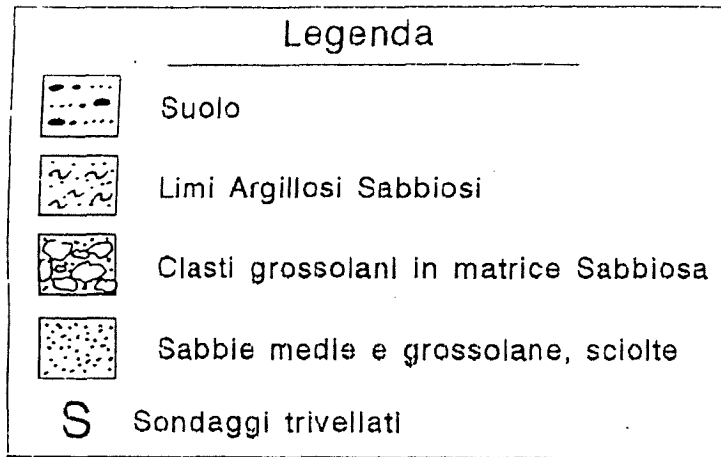 Legenda
Suolo
Limi Argillosi Sabbiosi
Clasti grossolani in matrice Sabbiosa
Sabbie medie e grossolane, sciolte
S Sondaggi trivellati